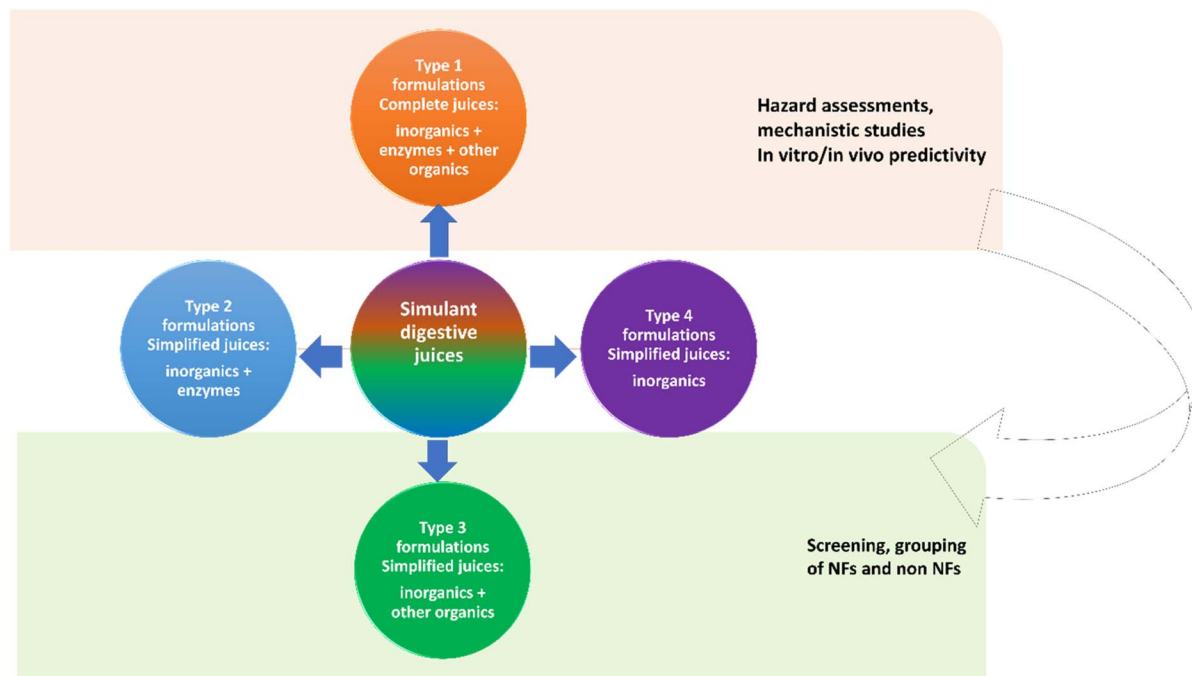 Type 1
formulations
Complete juices:
inorganics +
enzymes + other
organics
Hazard assessments,
mechanistic studies
In vitro/in vivo predictivity
Type 2
formulations
Simplified juices:
inorganics +
enzymes
Simulant
digestive
juices
Type 4
formulations
Simplified juices:
inorganics
Type 3
formulations
Simplified juices:
inorganics +
other organics
Screening, grouping
of NFs and non NFs